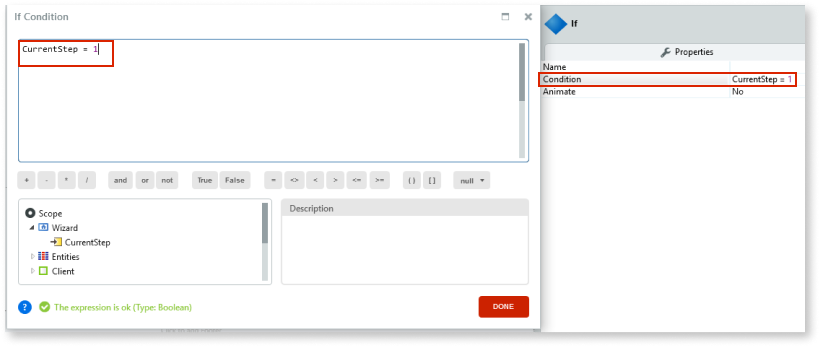 If Condition
CurrentStep = 1
+ - * / and or not True False = <> < > <= >= ( ) [ ] null
Scope
Wizard
CurrentStep
Entities
Client
Description
? The expression is ok (Type: Boolean)
DONE
If
Properties
Name
Condition CurrentStep = 1
Animate No